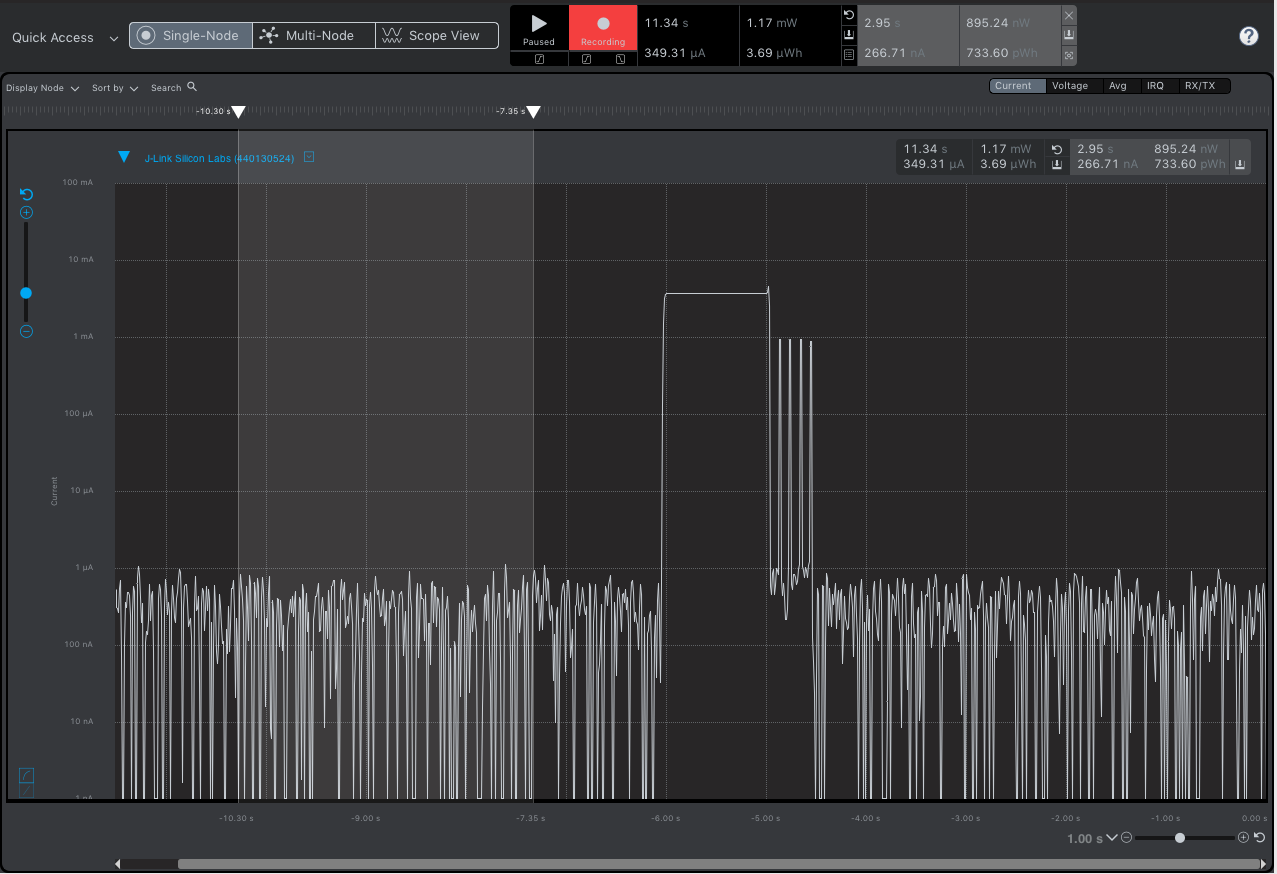 Quick Access
Single-Node
Multi-Node
Scope View
Paused
Recording
11.34 s
349.31 µA
1.17 mW
3.69 µWh
2.95 s
266.71 nA
895.24 nW
733.60 pWh
?
Display Node
Sort by
Search
Current
Voltage
Avg
IRQ
RX/TX
-10.30 s
-7.35 s
J-Link Silicon Labs (440130524)
11.34 s 1.17 mW 2.95 s 895.24 nW
349.31 µA 3.69 µWh 266.71 nA 733.60 pWh
100 mA
10 mA
1 mA
100 µA
10 µA
1 µA
100 nA
10 nA
1 nA
Current
-10.30 s -9.00 s -7.35 s -6.00 s -5.00 s -4.00 s -3.00 s -2.00 s -1.00 s 0.00 s
1.00 s